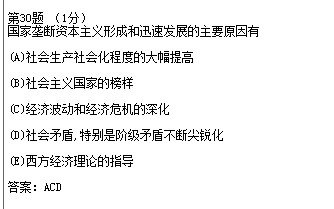 第30题 （1分）
国家垄断资本主义形成和迅速发展的主要原因有
(A)社会生产社会化程度的大幅提高
(B)社会主义国家的榜样
(C)经济波动和经济危机的深化
(D)社会矛盾,特别是阶级矛盾不断尖锐化
(E)西方经济理论的指导
答案：ACD